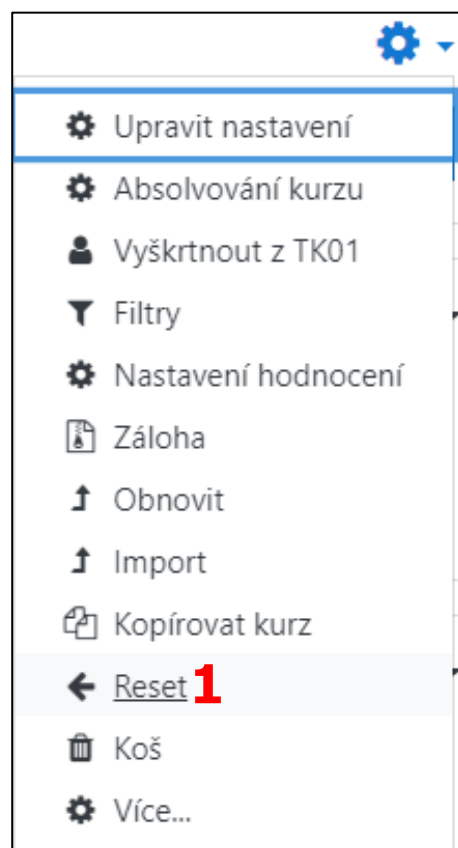 Upravit nastavení
Absolvování kurzu
Vyškrtnout z TK01
Filtry
Nastavení hodnocení
Záloha
Obnovit
Import
Kopírovat kurz
Reset 1
Koš
Více...